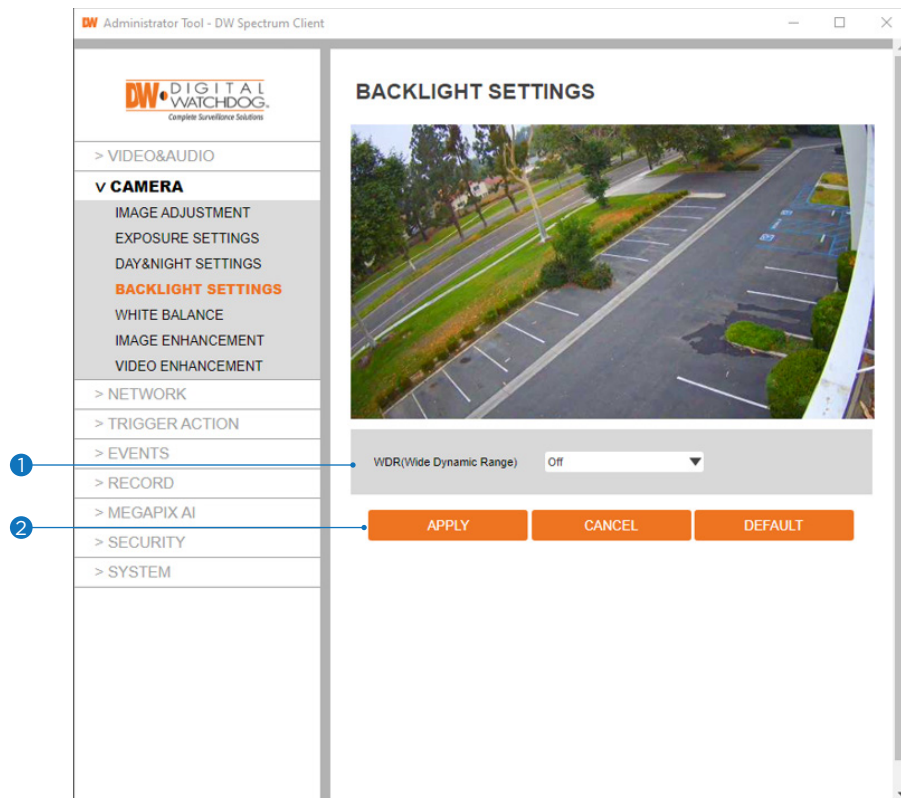 DW Administrator Tool - DW Spectrum Client
DW DIGITAL
WATCHDOG®
Complete Surveillance Solutions
> VIDEO&AUDIO
v CAMERA
IMAGE ADJUSTMENT
EXPOSURE SETTINGS
DAY&NIGHT SETTINGS
BACKLIGHT SETTINGS
WHITE BALANCE
IMAGE ENHANCEMENT
VIDEO ENHANCEMENT
> NETWORK
> TRIGGER ACTION
> EVENTS
> RECORD
> MEGAPIX AI
> SECURITY
> SYSTEM
BACKLIGHT SETTINGS
1
WDR(Wide Dynamic Range) Off
2
APPLY CANCEL DEFAULT